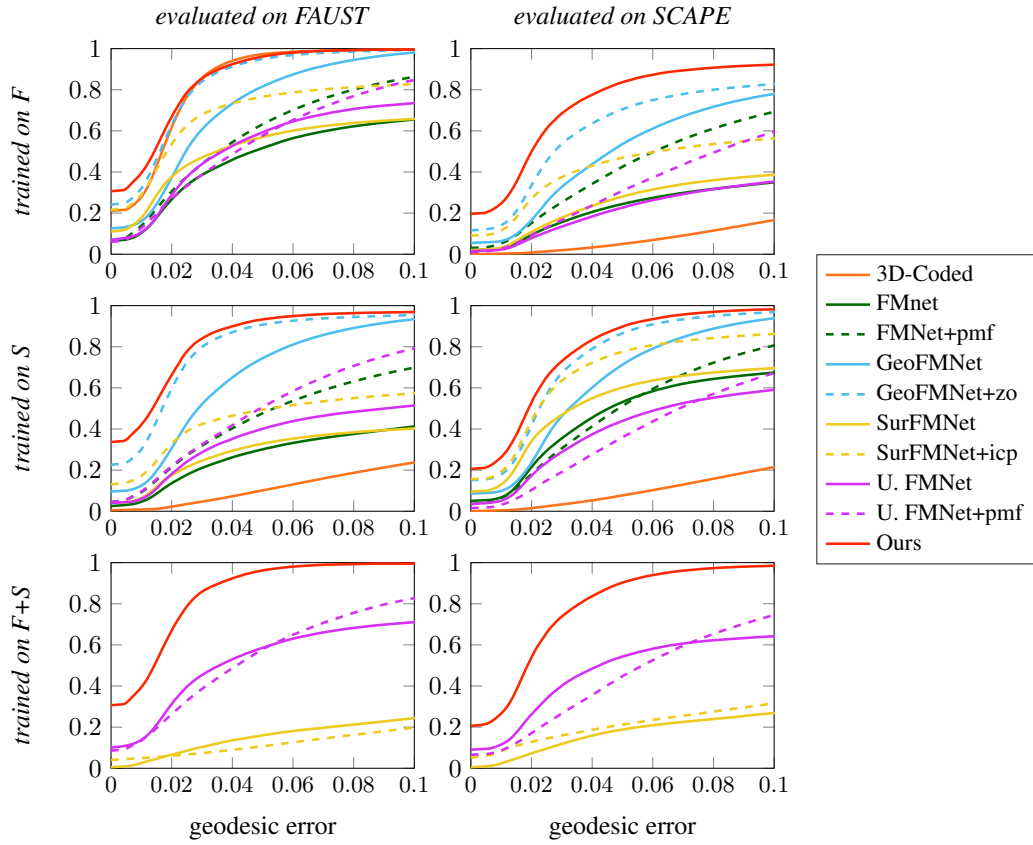 evaluated on FAUST
evaluated on SCAPE
trained on F
1
0.8
0.6
0.4
0.2
0
0 0.02 0.04 0.06 0.08 0.1
1
0.8
0.6
0.4
0.2
0
0 0.02 0.04 0.06 0.08 0.1
trained on S
1
0.8
0.6
0.4
0.2
0
0 0.02 0.04 0.06 0.08 0.1
1
0.8
0.6
0.4
0.2
0
0 0.02 0.04 0.06 0.08 0.1
trained on F+S
1
0.8
0.6
0.4
0.2
0
0 0.02 0.04 0.06 0.08 0.1
geodesic error
1
0.8
0.6
0.4
0.2
0
0 0.02 0.04 0.06 0.08 0.1
geodesic error
3D-Coded
FMnet
FMNet+pmf
GeoFMNet
GeoFMNet+zo
SurFMNet
SurFMNet+icp
U. FMNet
U. FMNet+pmf
Ours